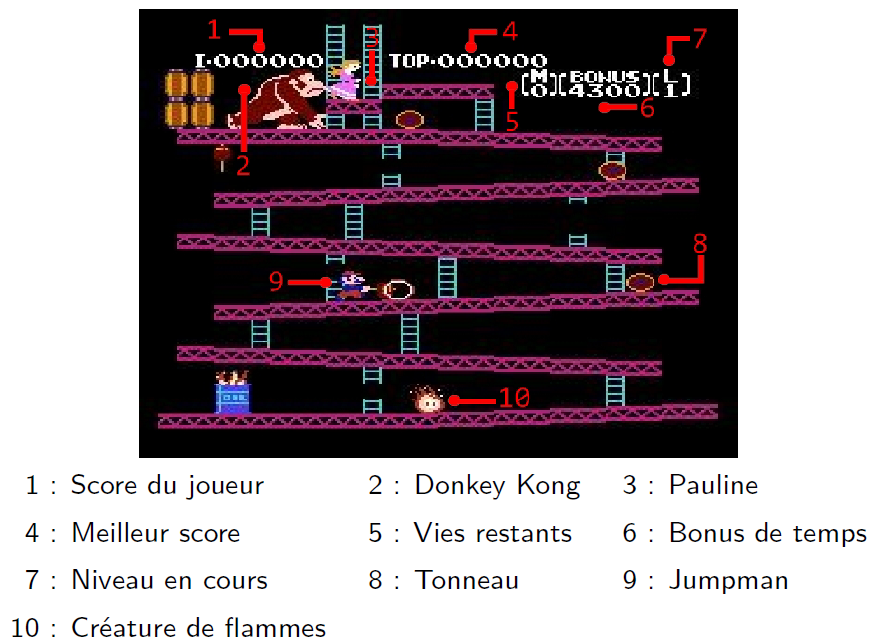 1 4 7
3
I-000000 TOP-000000
[M 0][BONUS 4300][L 1]
5 6
2
8
9
10
OIL
1 : Score du joueur 2 : Donkey Kong 3 : Pauline
4 : Meilleur score 5 : Vies restants 6 : Bonus de temps
7 : Niveau en cours 8 : Tonneau 9 : Jumpman
10 : Créature de flammes